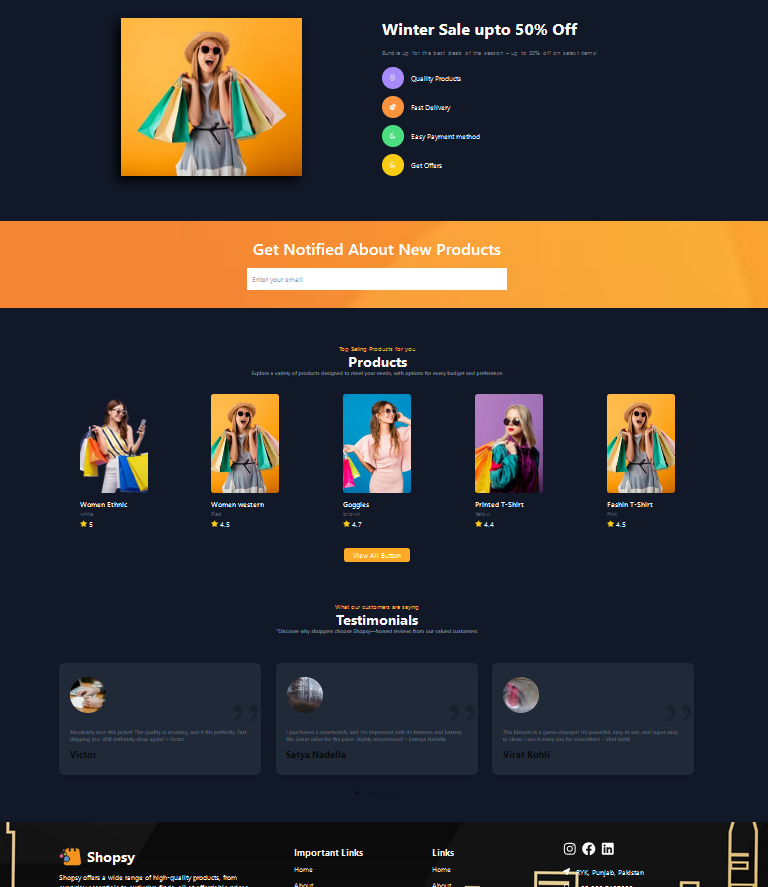 Winter Sale upto 50% Off
Bundle up for the best deals of the season – up to 50% off on select items!
Quality Products
Fast Delivery
Easy Payment method
Get Offers
Get Notified About New Products
Enter your email
Top Selling Products for you
Products
Explore a variety of products designed to meet your needs, with options for every budget and preference.
Women Ethnic
white
5
Women western
Red
4.5
Goggles
brown
4.7
Printed T-Shirt
Yellow
4.4
Fashin T-Shirt
Pink
4.5
View All Button
What our customers are saying
Testimonials
"Discover why shoppers choose Shopsy—honest reviews from our valued customers.
Absolutely love this jacket! The quality is amazing, and it fits perfectly. Fast
shipping too. Will definitely shop again! – Victor
Victor
I purchased a smartwatch, and I'm impressed with its features and battery
life. Great value for the price. Highly recommend! – Sataya Nadella
Satya Nadella
This blender is a game-changer! It's powerful, easy to use, and super easy
to clean. I use it every day for smoothies! – Virat Kohli
Virat Kohli
Shopsy
Shopsy offers a wide range of high-quality products, from
Important Links
Home
About
Links
Home
About
RYK, Punjab, Pakistan